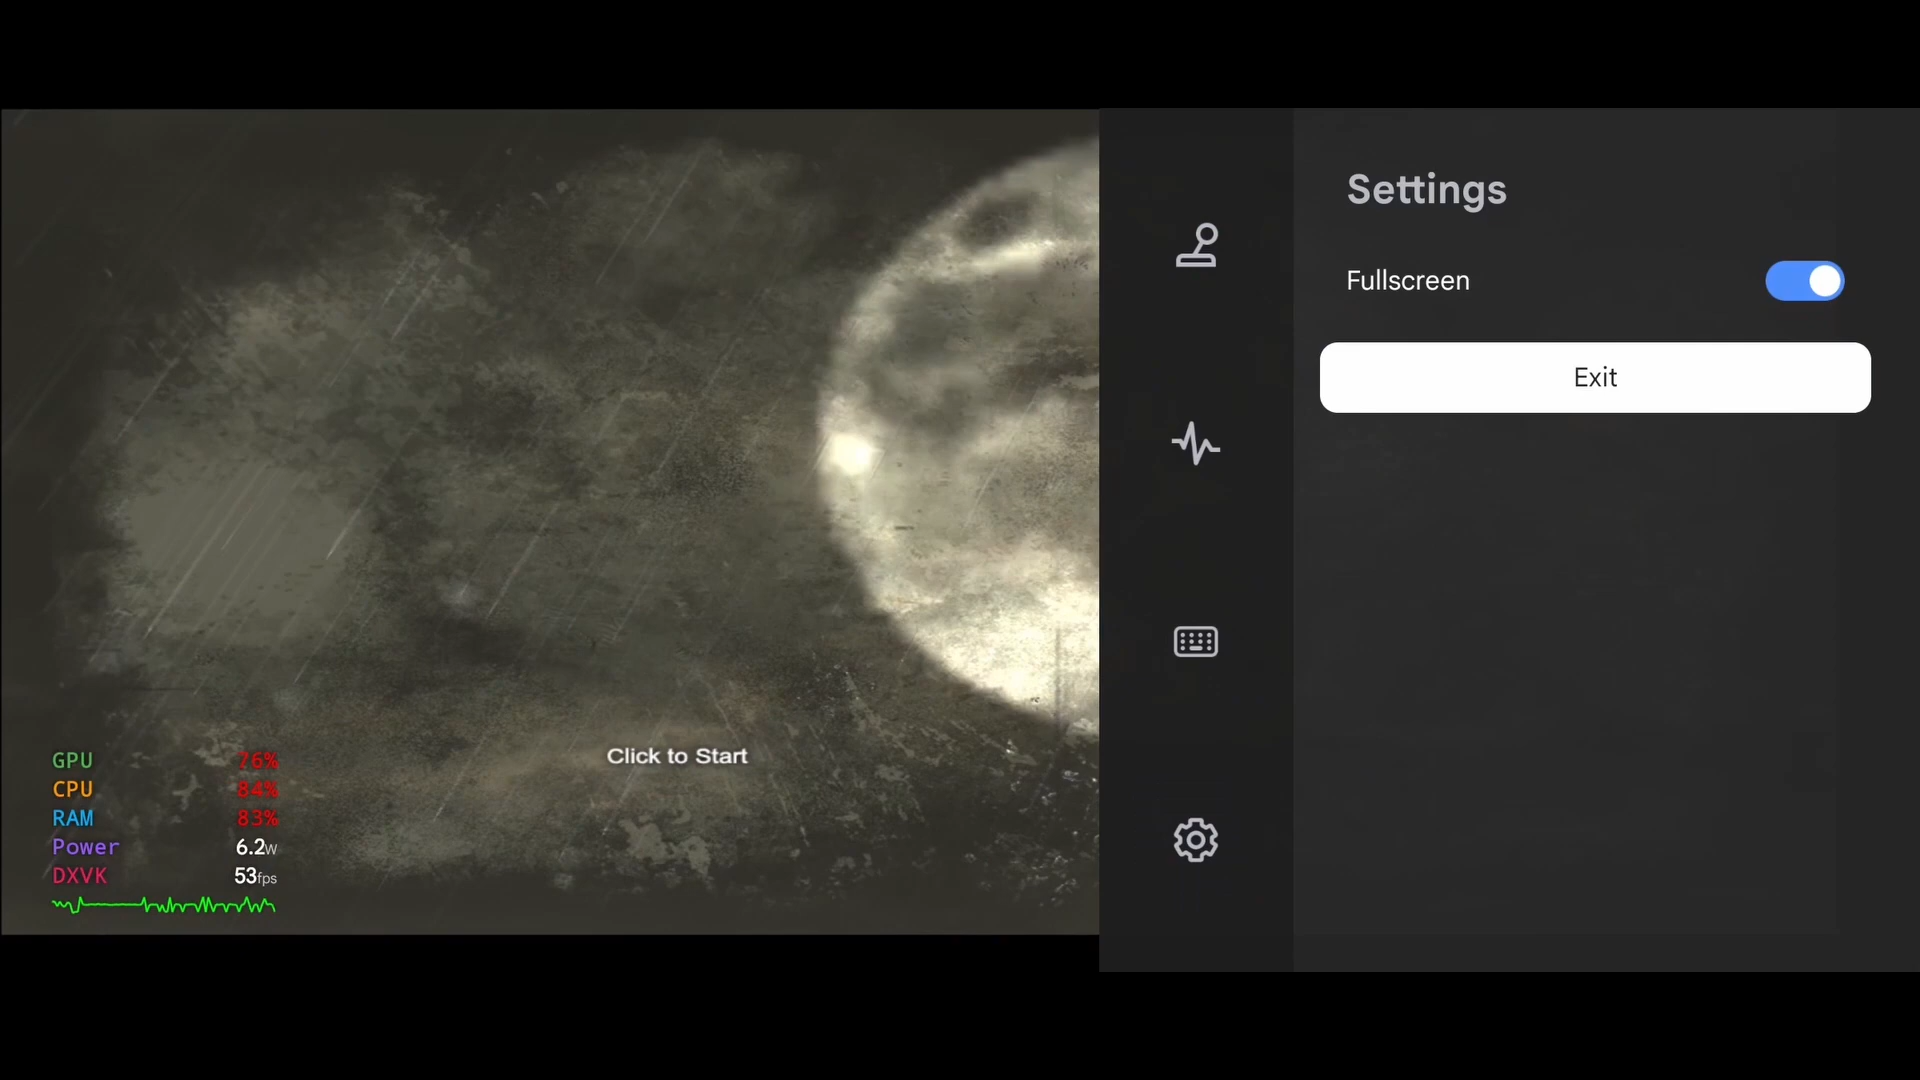 Settings
Fullscreen
Exit
Click to Start
GPU 76%
CPU 84%
RAM 83%
Power 6.2W
DXVK 53fps